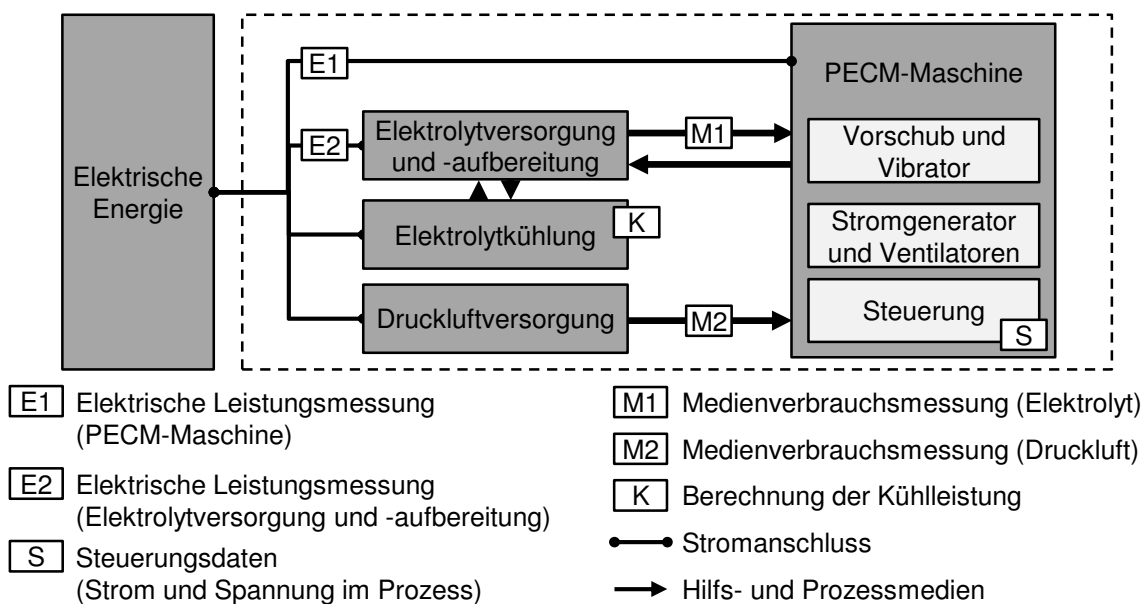 Elektrische
Energie
E1
E2
Elektrolytversorgung
und -aufbereitung
Elektrolytkühlung
K
Druckluftversorgung
M1
M2
PECM-Maschine
Vorschub und
Vibrator
Stromgenerator
und Ventilatoren
Steuerung
S
E1 Elektrische Leistungsmessung
(PECM-Maschine)
E2 Elektrische Leistungsmessung
(Elektrolytversorgung und -aufbereitung)
S Steuerungsdaten
(Strom und Spannung im Prozess)
M1 Medienverbrauchsmessung (Elektrolyt)
M2 Medienverbrauchsmessung (Druckluft)
K Berechnung der Kühlleistung
Stromanschluss
Hilfs- und Prozessmedien